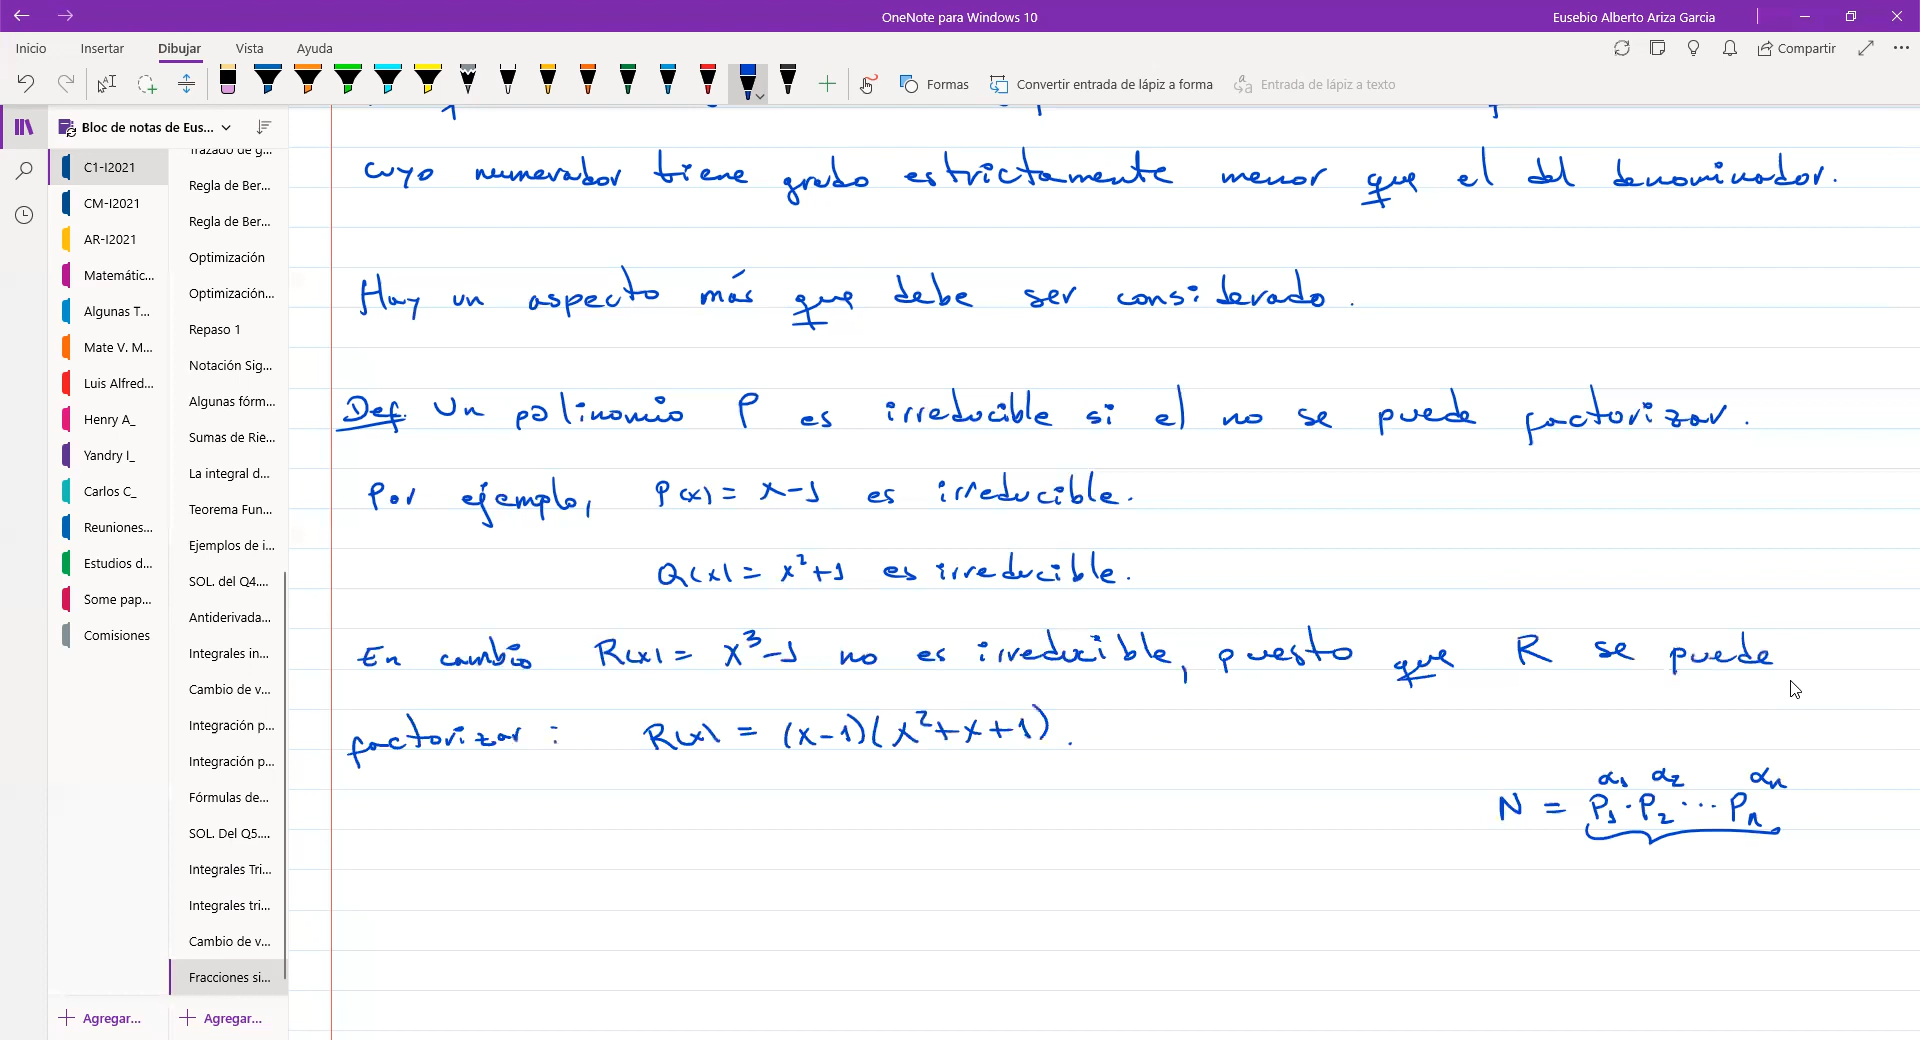 OneNote para Windows 10
Eusebio Alberto Ariza Garcia
Inicio
Insertar
Dibujar
Vista
Ayuda
Compartir
Formas
Convertir entrada de lápiz a forma
Entrada de lápiz a texto
Bloc de notas de Eus...
C1-I2021
CM-I2021
AR-I2021
Matemátic...
Algunas T...
Mate V. M...
Luis Alfred...
Henry A_
Yandry I_
Carlos C_
Reuniones...
Estudios d...
Some pap...
Comisiones
Agregar...
Trazado de g...
Regla de Ber...
Regla de Ber...
Optimización
Optimización...
Repaso 1
Notación Sig...
Algunas fórm...
Sumas de Rie...
La integral d...
Teorema Fun...
Ejemplos de i...
SOL. del Q4....
Antiderivada...
Integrales in...
Cambio de v...
Integración p...
Integración p...
Fórmulas de...
SOL. Del Q5....
Integrales Tri...
Integrales tri...
Cambio de v...
Fracciones si...
Agregar...
cuyo numerador tiene grado estrictamente menor que el del denominador.
Hay un aspecto más que debe ser considerado.
Def. Un polinomio P es irreducible si el no se puede factorizar.
Por ejemplo, P(x) = x-1 es irreducible.
Q(x) = x²+1 es irreducible.
En cambio R(x) = x³-1 no es irreducible, puesto que R se puede
factorizar: R(x) = (x-1)(x²+x+1).
N = P₁^α₁ · P₂^α₂ ··· Pₙ^αₙ